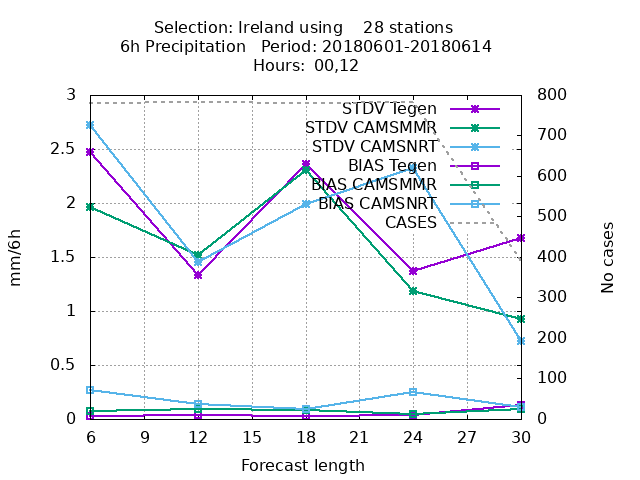 Selection: Ireland using 28 stations
6h Precipitation Period: 20180601-20180614
Hours: 00,12
3
2.5
2
1.5
1
0.5
0
mm/6h
800
700
600
500
400
300
200
100
0
No cases
STDV Tegen
STDV CAMSMMR
STDV CAMSNRT
BIAS Tegen
BIAS CAMSMMR
BIAS CAMSNRT
CASES
6 9 12 15 18 21 24 27 30
Forecast length